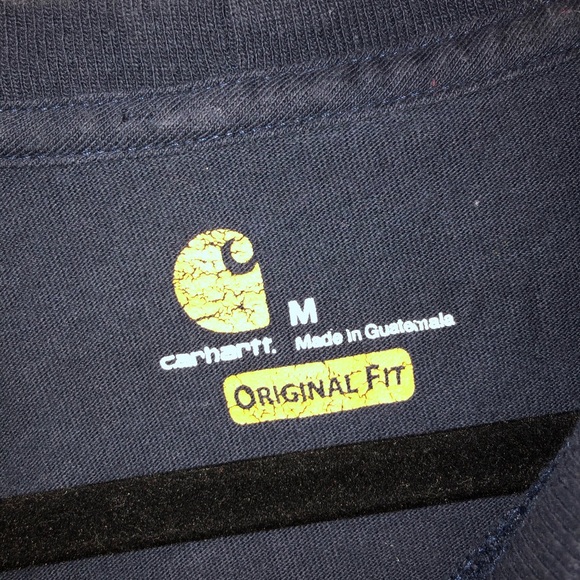 M
carhartt. Made in Guatemala
ORIGINAL FIT